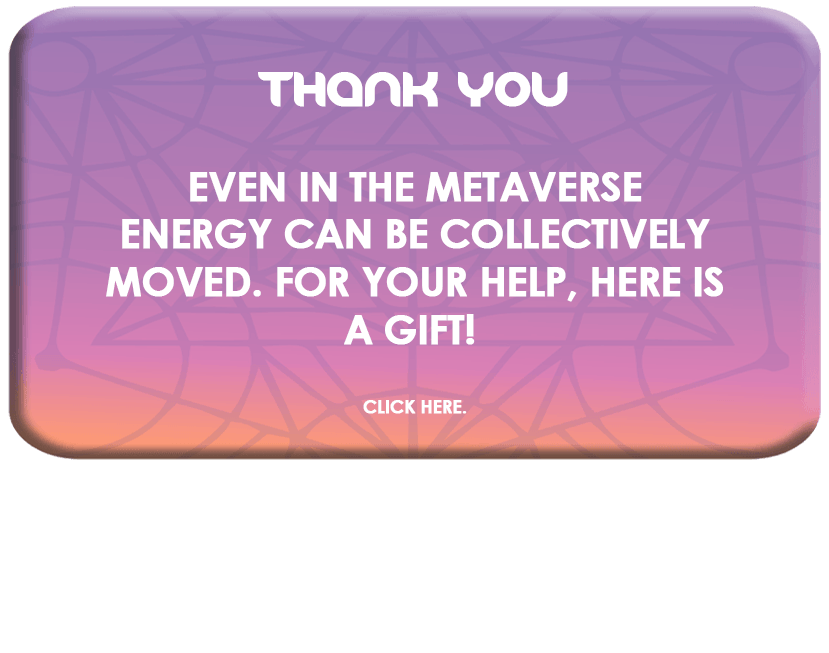 THANK YOU
EVEN IN THE METAVERSE
ENERGY CAN BE COLLECTIVELY
MOVED. FOR YOUR HELP, HERE IS
A GIFT!
CLICK HERE.